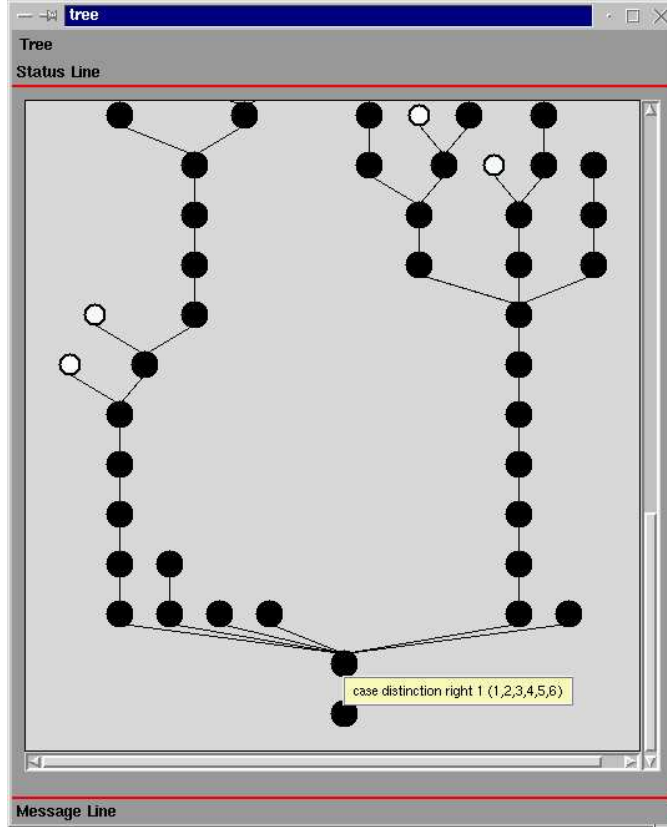 tree
Tree
Status Line
case distinction right 1 (1,2,3,4,5,6)
Message Line